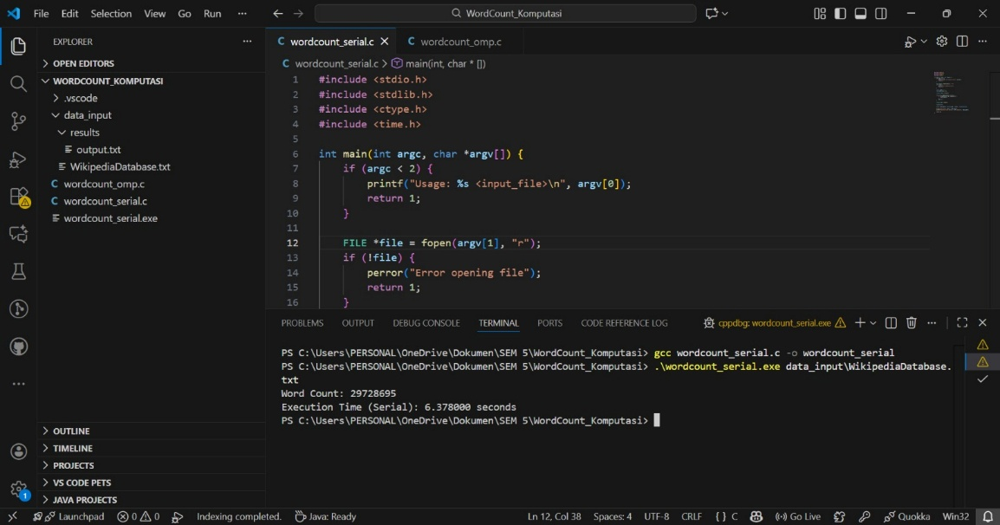 File Edit Selection View Go Run ··· WordCount_Komputasi
EXPLORER ···
OPEN EDITORS
WORDCOUNT_KOMPUTASI
.vscode
data_input
results
output.txt
WikipediaDatabase.txt
C wordcount_omp.c
C wordcount_serial.c
wordcount_serial.exe
OUTLINE
TIMELINE
PROJECTS
VS CODE PETS
JAVA PROJECTS
C wordcount_serial.c C wordcount_omp.c
C wordcount_serial.c > main(int, char * [])
1 #include <stdio.h>
2 #include <stdlib.h>
3 #include <ctype.h>
4 #include <time.h>
5
6 int main(int argc, char *argv[]) {
7 if (argc < 2) {
8 printf("Usage: %s <input_file>\n", argv[0]);
9 return 1;
10 }
11
12 FILE *file = fopen(argv[1], "r");
13 if (!file) {
14 perror("Error opening file");
15 return 1;
16 }
PROBLEMS OUTPUT DEBUG CONSOLE TERMINAL PORTS CODE REFERENCE LOG cppdbg: wordcount_serial.exe
PS C:\Users\PERSONAL\OneDrive\Dokumen\SEM 5\WordCount_Komputasi> gcc wordcount_serial.c -o wordcount_serial
PS C:\Users\PERSONAL\OneDrive\Dokumen\SEM 5\WordCount_Komputasi> .\wordcount_serial.exe data_input\WikipediaDatabase.
txt
Word Count: 29728695
Execution Time (Serial): 6.378000 seconds
PS C:\Users\PERSONAL\OneDrive\Dokumen\SEM 5\WordCount_Komputasi>
1
Launchpad 0 0 Indexing completed. Java: Ready Ln 12, Col 38 Spaces: 4 UTF-8 CRLF {} C Go Live Quokka Win32